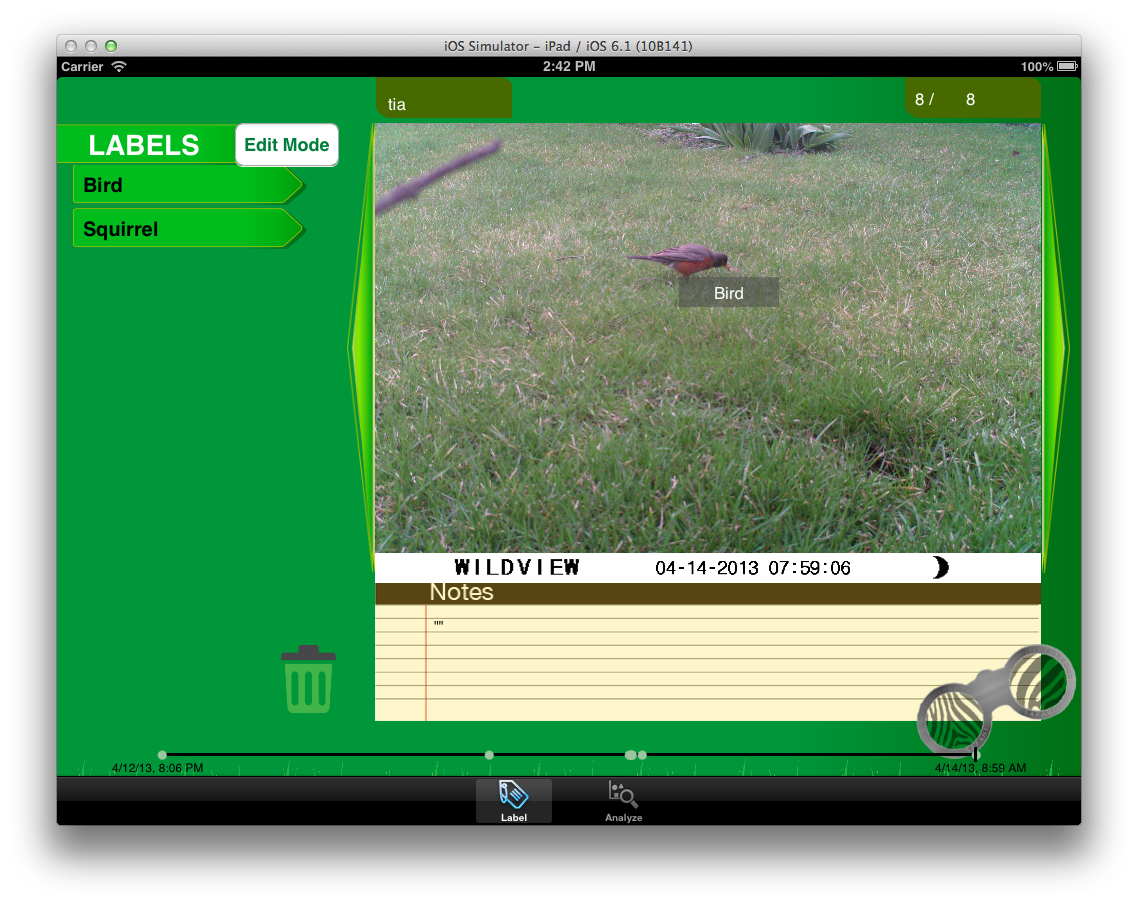 iOS Simulator – iPad / iOS 6.1 (10B141)
Carrier 2:42 PM 100%
tia
8 / 8
LABELS
Edit Mode
Bird
Squirrel
Bird
WILDVIEW 04-14-2013 07:59:06
Notes
""
4/12/13, 8:06 PM
4/14/13, 8:59 AM
Label
Analyze